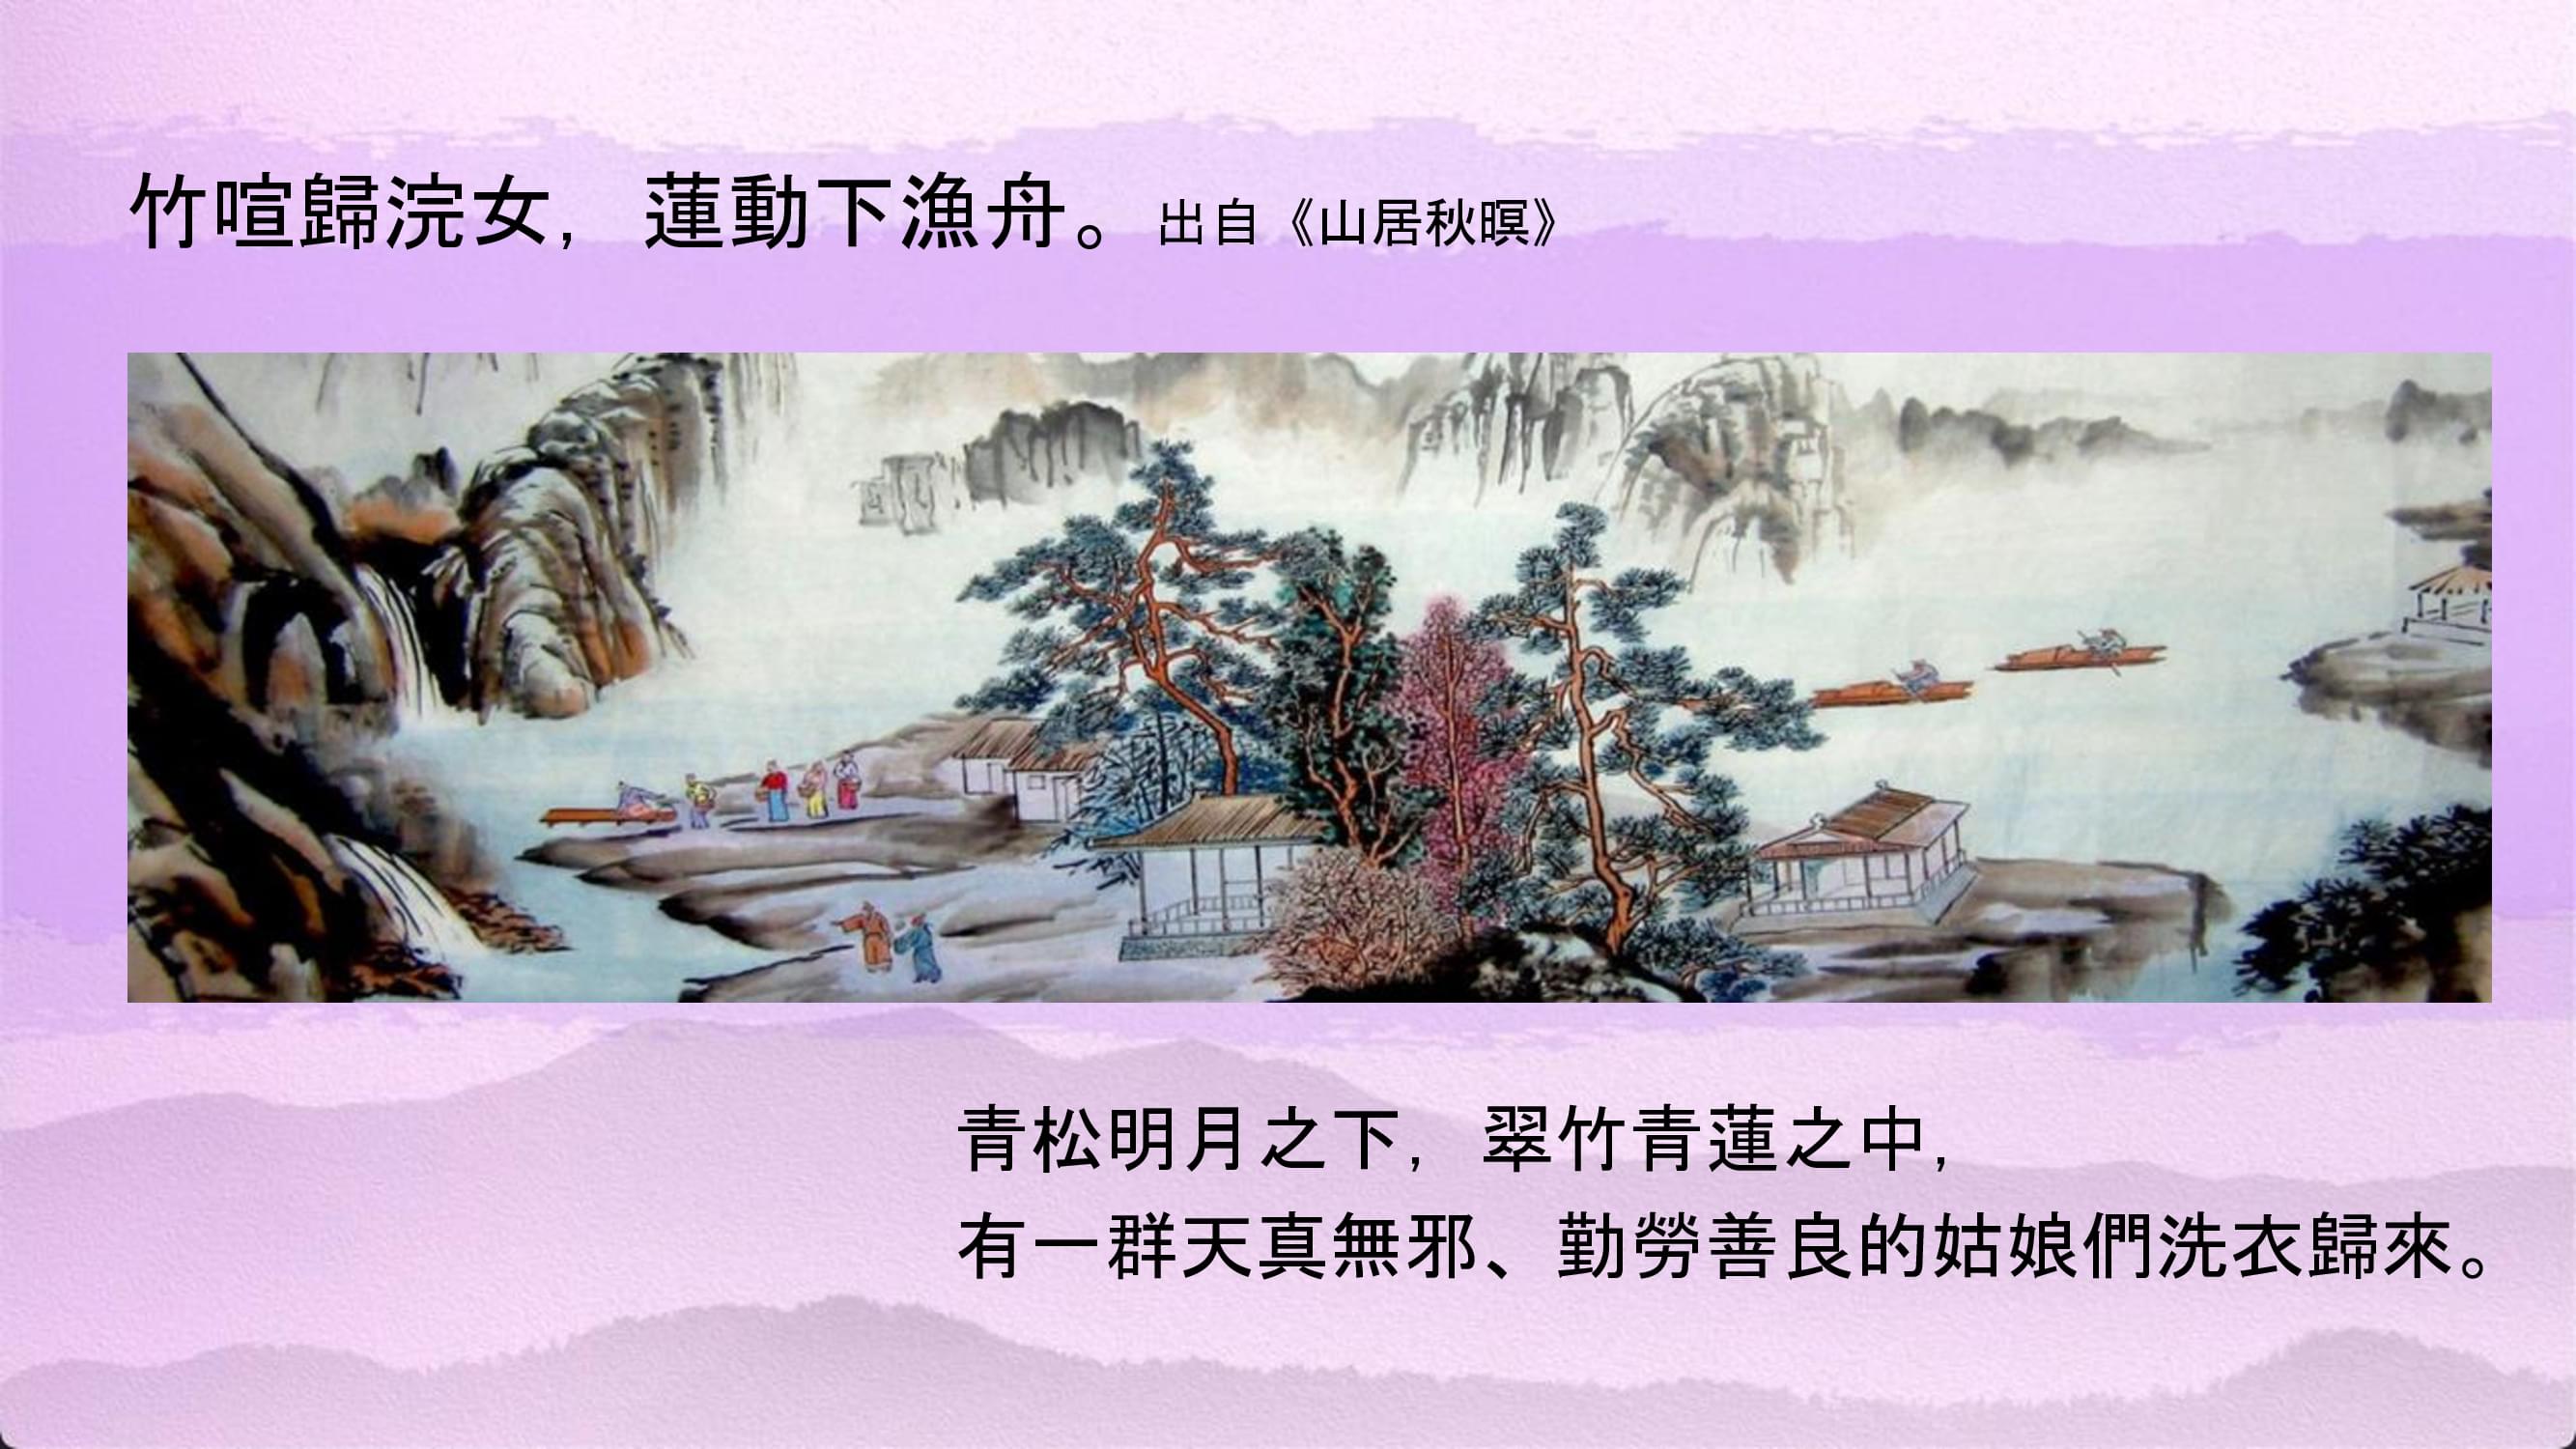 竹喧歸浣女，蓮動下漁舟。出自《山居秋暝》
青松明月之下，翠竹青蓮之中，
有一群天真無邪、勤勞善良的姑娘們洗衣歸來。